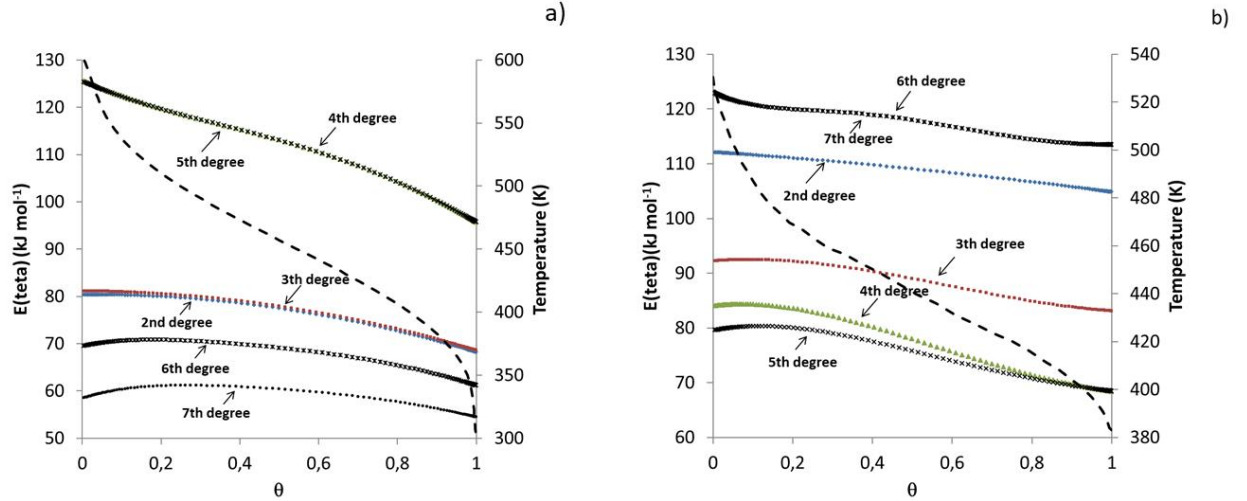 a)
130
120
110
100
90
80
70
60
50
E(teta) (kJ mol⁻¹)
600
550
500
450
400
350
300
Temperature (K)
4th degree
5th degree
3th degree
2nd degree
6th degree
7th degree
0
0,2
0,4
0,6
0,8
1
θ
b)
130
120
110
100
90
80
70
60
E(teta)(kJ mol⁻¹)
540
520
500
480
460
440
420
400
380
Temperature (K)
6th degree
7th degree
2nd degree
3th degree
4th degree
5th degree
0
0,2
0,4
0,6
0,8
1
θ